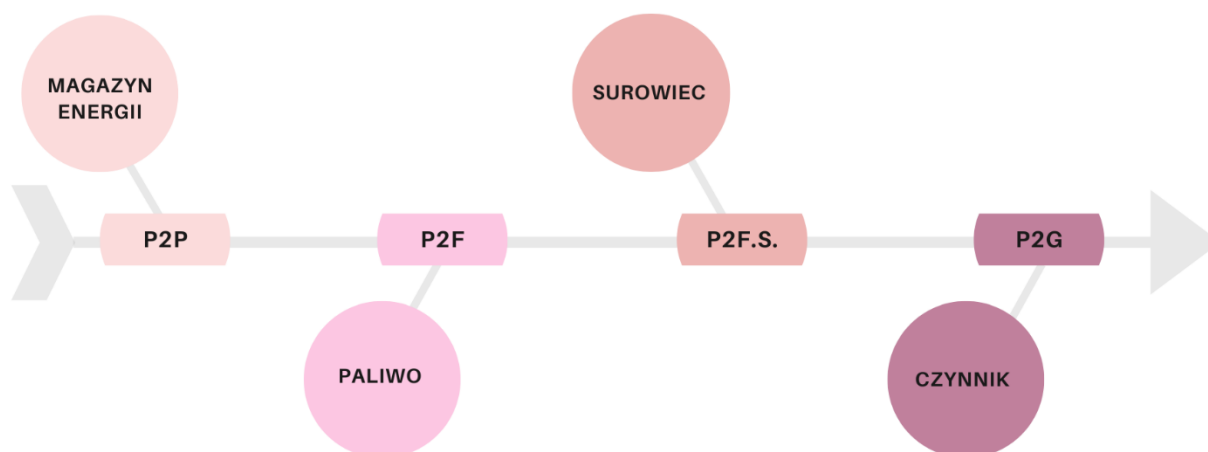 MAGAZYN
ENERGII
SUROWIEC
P2P
P2F
P2F.S.
P2G
PALIWO
CZYNNIK